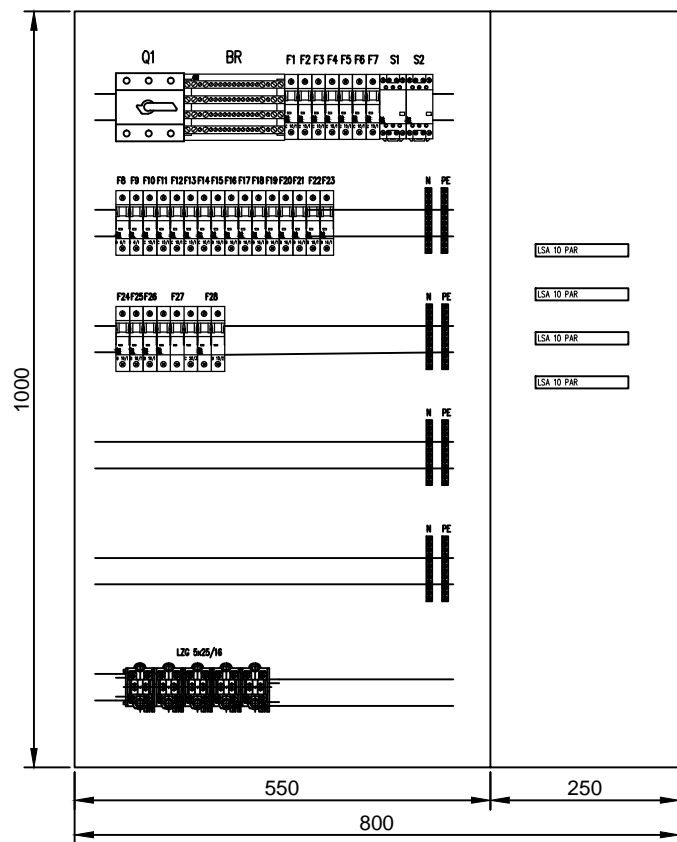 Q1 BR F1 F2 F3 F4 F5 F6 F7 S1 S2
F8 F9 F10 F11 F12 F13 F14 F15 F16 F17 F18 F19 F20 F21 F22 F23 N PE
LSA 10 PAR
LSA 10 PAR
F24 F25 F26 F27 F28 N PE
LSA 10 PAR
LSA 10 PAR
1000
N PE
N PE
LZG 5x25/16
550 250
800